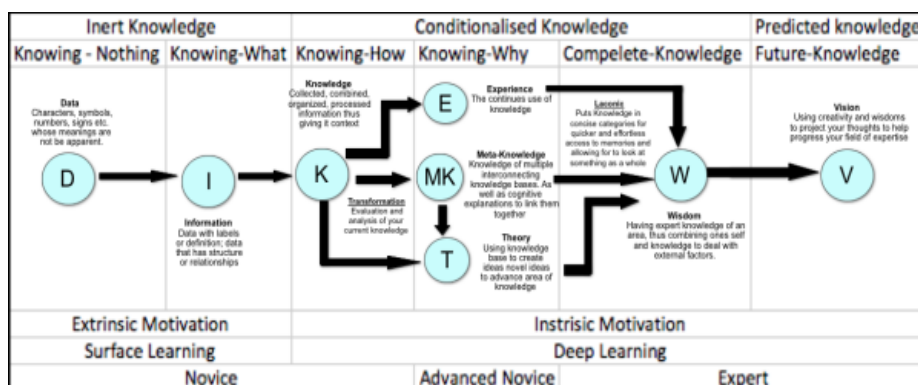 Inert Knowledge
Conditionalised Knowledge
Predicted knowledge
Knowing - Nothing
Knowing-What
Knowing-How
Knowing-Why
Compelete-Knowledge
Future-Knowledge
Data
Characters, symbols,
numbers, signs etc.
whose meanings are
not be apparent.
D
I
Information
Data with labels
or definition; data
that has structure
or relationships
Knowledge
Collected, combined,
organized, processed
information thus
giving it context
K
Transformation
Evaluation and
analysis of your
current knowledge
E
Experience
The continues use of
knowledge
MK
Meta-Knowledge
Knowledge of multiple
interconnecting
knowledge bases. As
well as cognitive
explanations to link them
together
T
Theory
Using knowledge
base to create
ideas novel ideas
to advance area of
knowledge
Laconic
Puts Knowledge in
concise categories for
quicker and effortless
access to memories and
allowing for to look at
something as a whole
W
Wisdom
Having expert knowledge of an
area, thus combining ones self
and knowledge to deal with
external factors.
Vision
Using creativity and wisdoms
to project your thoughts to help
progress your field of expertise
V
Extrinsic Motivation
Instrisic Motivation
Surface Learning
Deep Learning
Novice
Advanced Novice
Expert